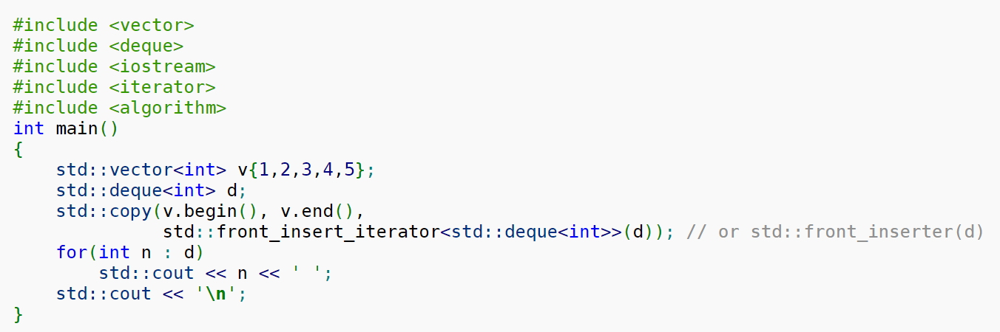 #include <vector>
#include <deque>
#include <iostream>
#include <iterator>
#include <algorithm>
int main()
{
    std::vector<int> v{1,2,3,4,5};
    std::deque<int> d;
    std::copy(v.begin(), v.end(),
              std::front_insert_iterator<std::deque<int>>(d)); // or std::front_inserter(d)
    for(int n : d)
        std::cout << n << ' ';
    std::cout << '\n';
}